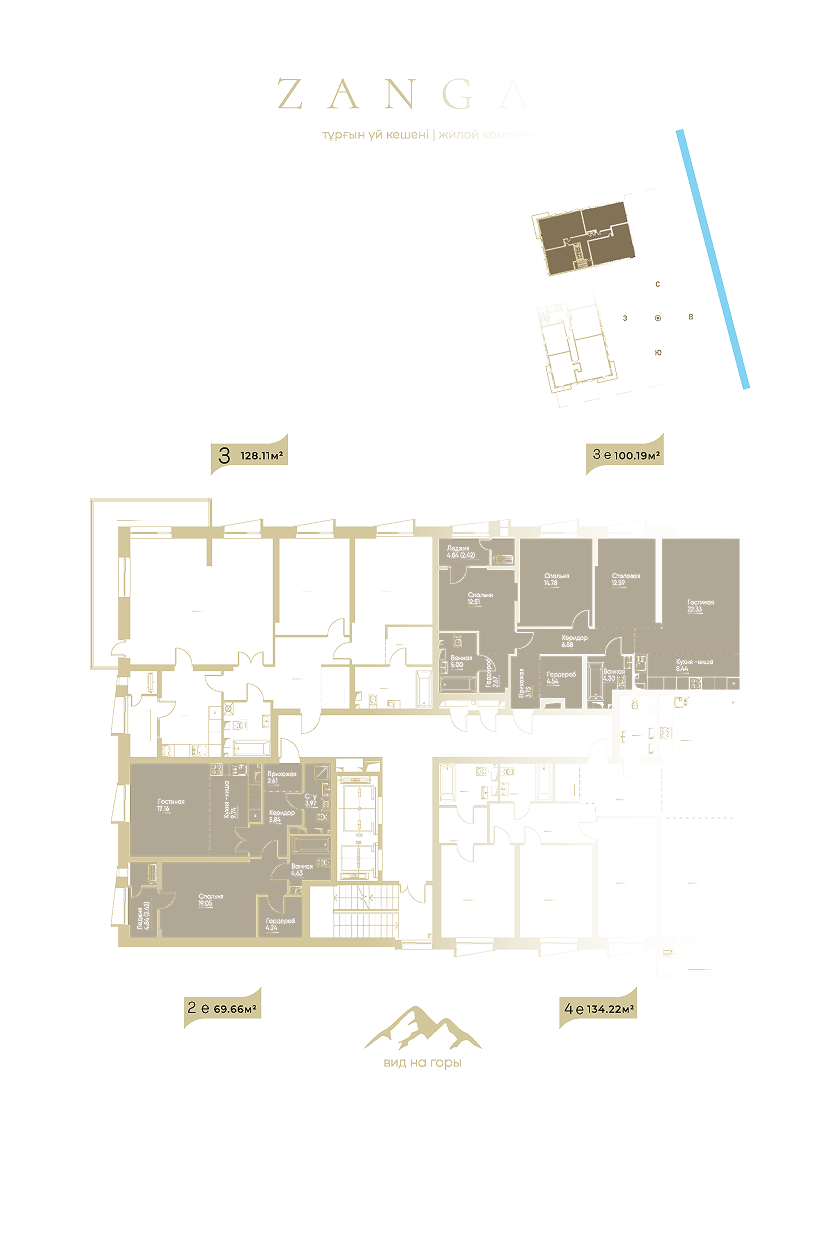 ZANGA
тұрғын үй кешені | жилой компле
С
З
В
Ю
3 128.11м²
3 е 100.19м²
Лоджия
4.84 (2.42)
Спальня
12.51
Спальня
14.78
Столовая
12.59
Гостиная
22.33
Коридор
6.58
Ванная
5.00
Гардероб
2.67
Прихожая
3.75
Гардероб
4.54
Ванная
4.30
Кухня -ниша
8.44
Гостиная
17.16
Кухня -ниша
9.74
Прихожая
2.61
Коридор
3.84
С/У
3.97
Ванная
4.63
Спальня
19.05
Лоджия
4.84 (2.42)
Гардероб
4.24
2 е 69.66м²
4 е 134.22м²
вид на горы